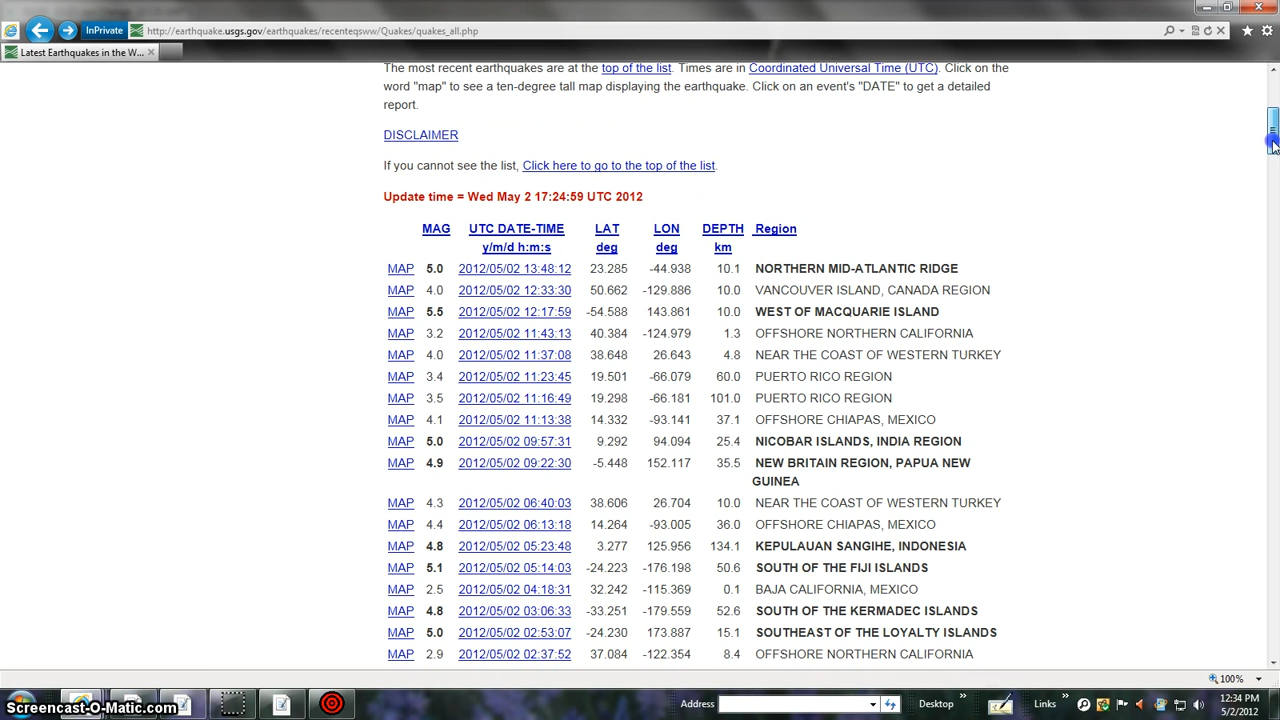 InPrivate http://earthquake.usgs.gov/earthquakes/recenteqsww/Quakes/quakes_all.php
Latest Earthquakes in the W...
The most recent earthquakes are at the top of the list. Times are in Coordinated Universal Time (UTC). Click on the
word "map" to see a ten-degree tall map displaying the earthquake. Click on an event's "DATE" to get a detailed
report.
DISCLAIMER
If you cannot see the list, Click here to go to the top of the list.
Update time = Wed May 2 17:24:59 UTC 2012
MAG UTC DATE-TIME LAT LON DEPTH Region
y/m/d h:m:s deg deg km
MAP 5.0 2012/05/02 13:48:12 23.285 -44.938 10.1 NORTHERN MID-ATLANTIC RIDGE
MAP 4.0 2012/05/02 12:33:30 50.662 -129.886 10.0 VANCOUVER ISLAND, CANADA REGION
MAP 5.5 2012/05/02 12:17:59 -54.588 143.861 10.0 WEST OF MACQUARIE ISLAND
MAP 3.2 2012/05/02 11:43:13 40.384 -124.979 1.3 OFFSHORE NORTHERN CALIFORNIA
MAP 4.0 2012/05/02 11:37:08 38.648 26.643 4.8 NEAR THE COAST OF WESTERN TURKEY
MAP 3.4 2012/05/02 11:23:45 19.501 -66.079 60.0 PUERTO RICO REGION
MAP 3.5 2012/05/02 11:16:49 19.298 -66.181 101.0 PUERTO RICO REGION
MAP 4.1 2012/05/02 11:13:38 14.332 -93.141 37.1 OFFSHORE CHIAPAS, MEXICO
MAP 5.0 2012/05/02 09:57:31 9.292 94.094 25.4 NICOBAR ISLANDS, INDIA REGION
MAP 4.9 2012/05/02 09:22:30 -5.448 152.117 35.5 NEW BRITAIN REGION, PAPUA NEW
GUINEA
MAP 4.3 2012/05/02 06:40:03 38.606 26.704 10.0 NEAR THE COAST OF WESTERN TURKEY
MAP 4.4 2012/05/02 06:13:18 14.264 -93.005 36.0 OFFSHORE CHIAPAS, MEXICO
MAP 4.8 2012/05/02 05:23:48 3.277 125.956 134.1 KEPULAUAN SANGIHE, INDONESIA
MAP 5.1 2012/05/02 05:14:03 -24.223 -176.198 50.6 SOUTH OF THE FIJI ISLANDS
MAP 2.5 2012/05/02 04:18:31 32.242 -115.369 0.1 BAJA CALIFORNIA, MEXICO
MAP 4.8 2012/05/02 03:06:33 -33.251 -179.559 52.6 SOUTH OF THE KERMADEC ISLANDS
MAP 5.0 2012/05/02 02:53:07 -24.230 173.887 15.1 SOUTHEAST OF THE LOYALTY ISLANDS
MAP 2.9 2012/05/02 02:37:52 37.084 -122.354 8.4 OFFSHORE NORTHERN CALIFORNIA
100%
Screencast-O-Matic.com Address Desktop Links 12:34 PM
5/2/2012